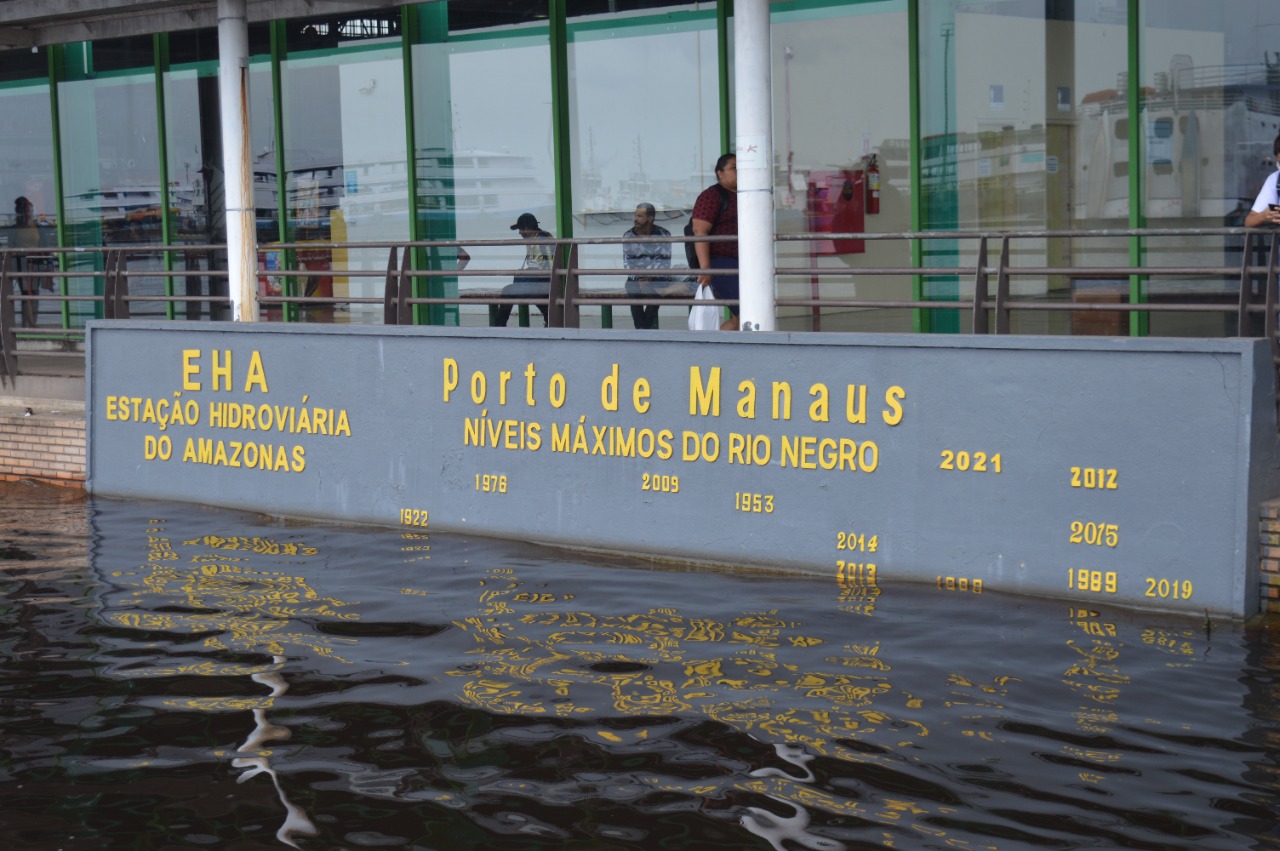 EHA
ESTAÇÃO HIDROVIÁRIA
DO AMAZONAS
Porto de Manaus
NÍVEIS MÁXIMOS DO RIO NEGRO
2021
2012
1976
2009
1953
1922
2015
2014
2013
1989
2019